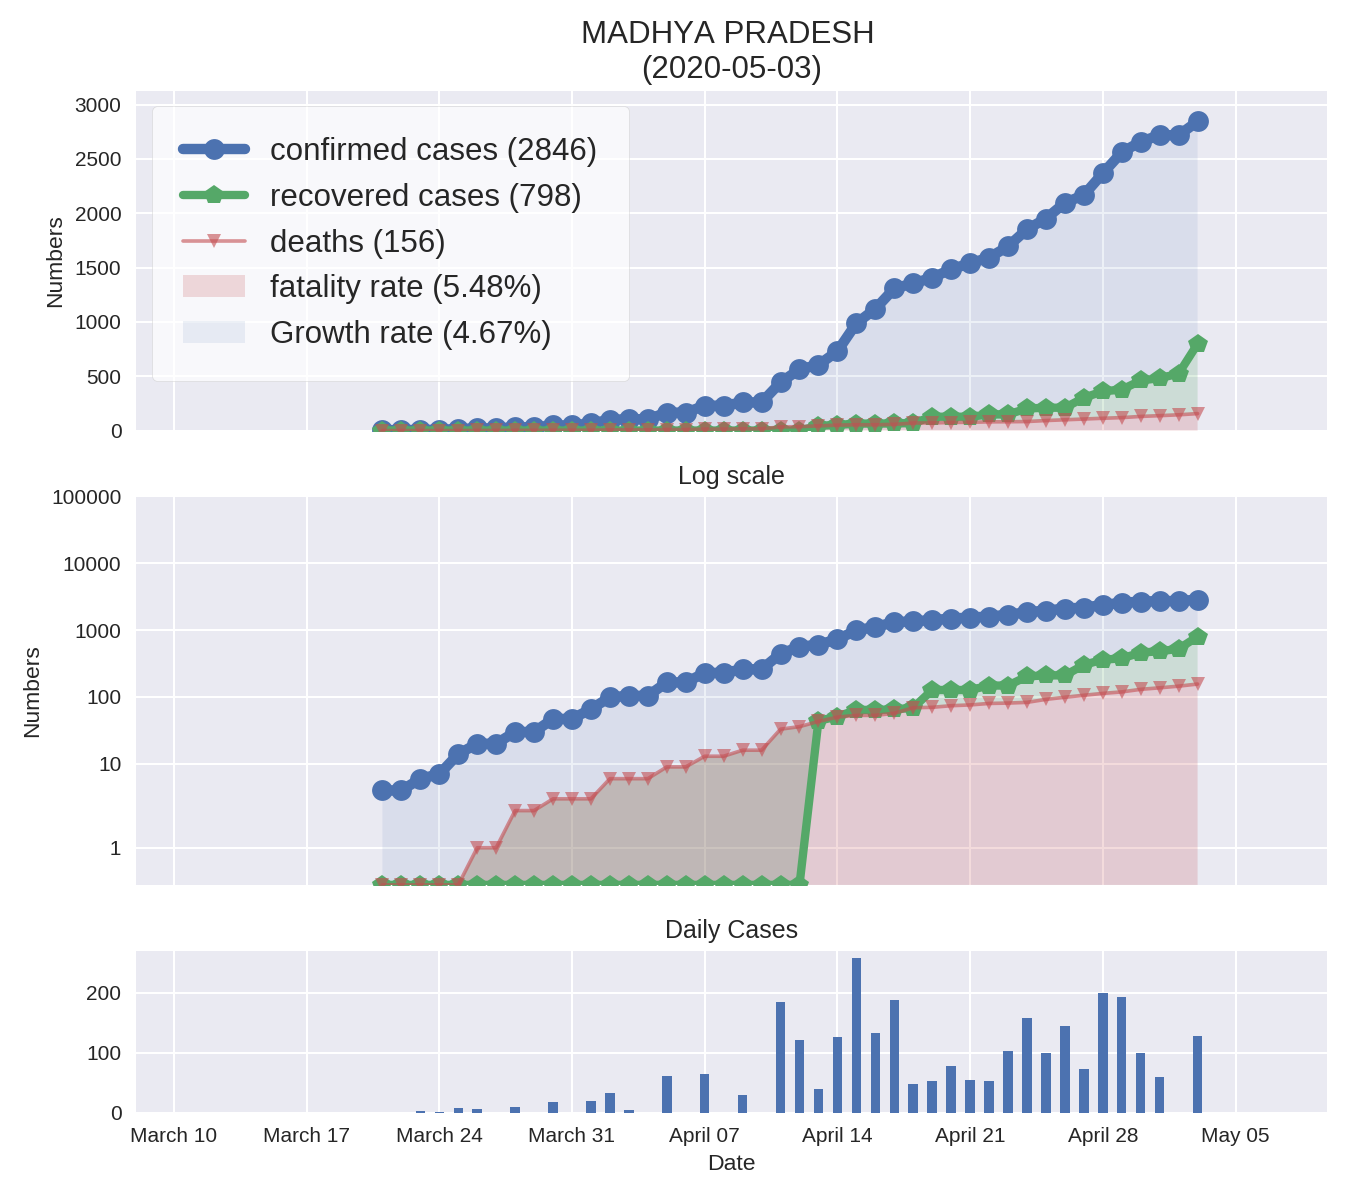 MADHYA PRADESH
(2020-05-03)
3000
2500
2000
1500
1000
500
0
Numbers
confirmed cases (2846)
recovered cases (798)
deaths (156)
fatality rate (5.48%)
Growth rate (4.67%)
Log scale
100000
10000
1000
100
10
1
Numbers
Daily Cases
200
100
0
March 10 March 17 March 24 March 31 April 07 April 14 April 21 April 28 May 05
Date